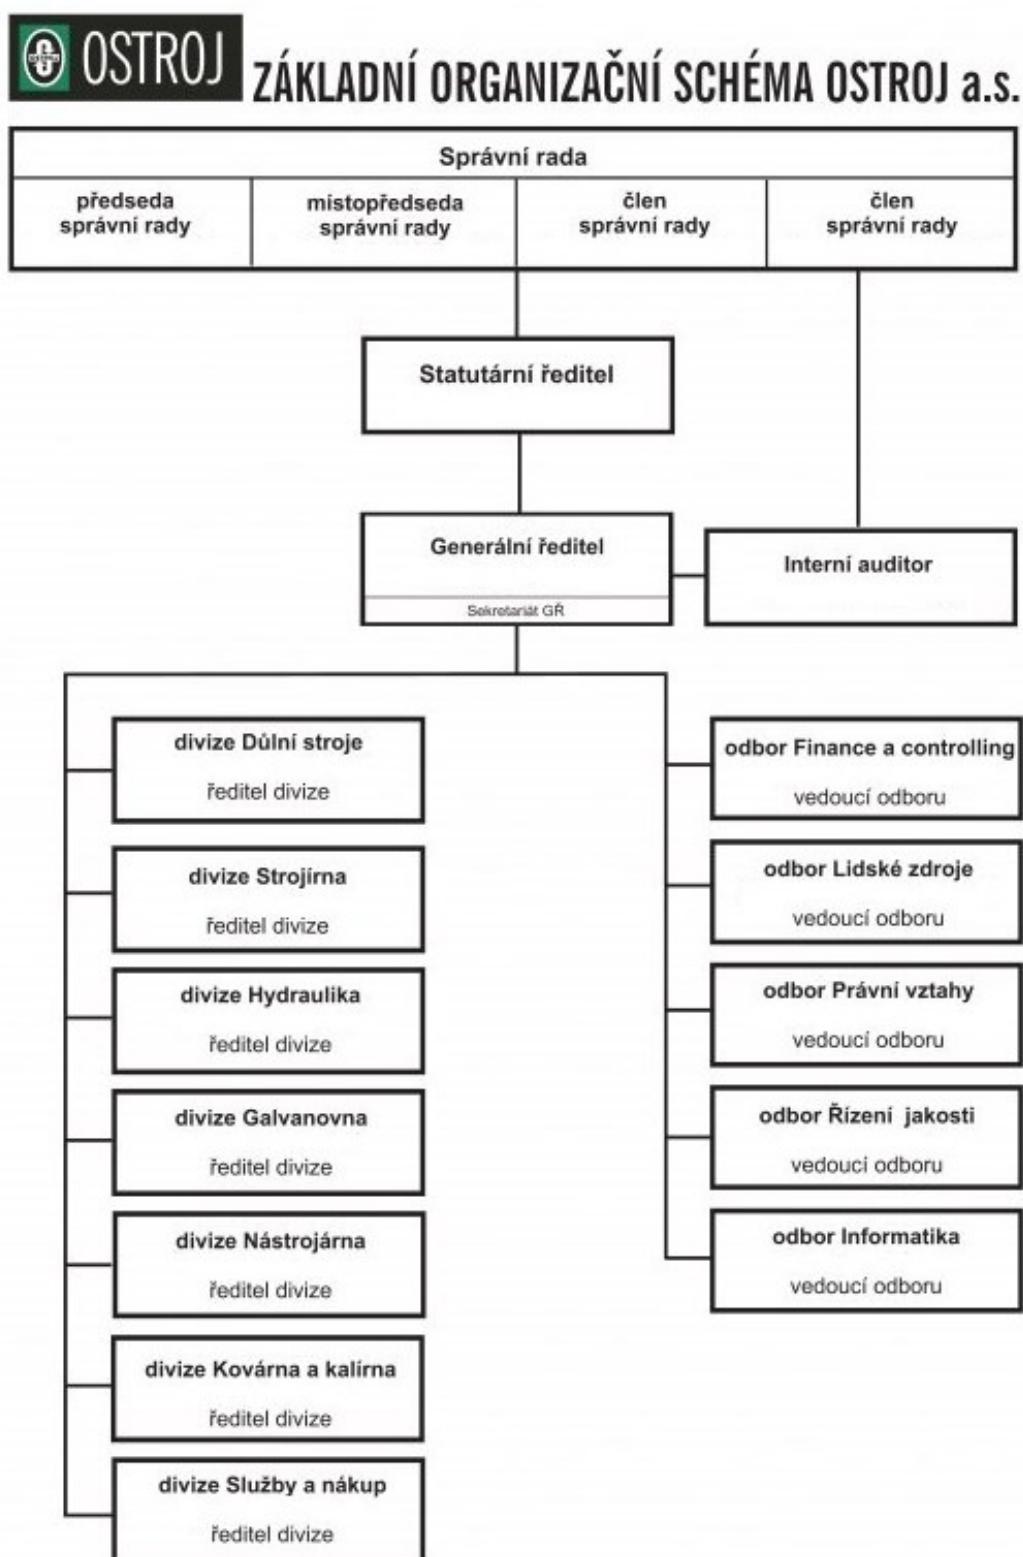 OSTROJ
ZÁKLADNÍ ORGANIZAČNÍ SCHÉMA OSTROJ a.s.
Správní rada
předseda
správní rady
mistopředseda
správní rady
člen
správní rady
člen
správní rady
Statutární ředitel
Generální ředitel
Sekretariát GŘ
Interní auditor
divize Důlní stroje
ředitel divize
divize Strojírna
ředitel divize
divize Hydraulika
ředitel divize
divize Galvanovna
ředitel divize
divize Nástrojárna
ředitel divize
divize Kovárna a kalírna
ředitel divize
divize Služby a nákup
ředitel divize
odbor Finance a controlling
vedoucí odboru
odbor Lidské zdroje
vedoucí odboru
odbor Právní vztahy
vedoucí odboru
odbor Řízení  jakosti
vedoucí odboru
odbor Informatika
vedoucí odboru